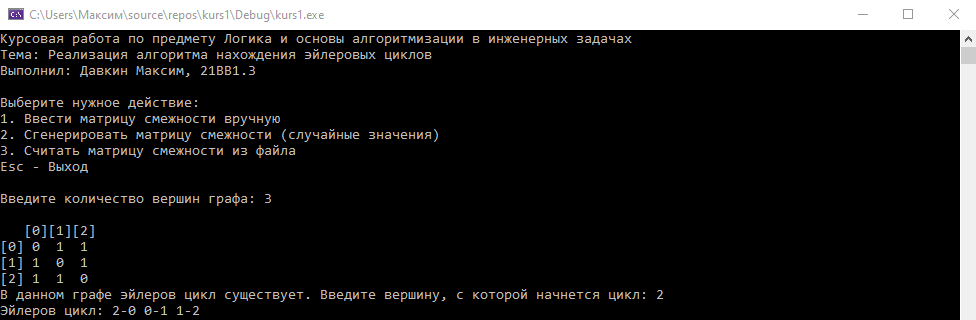 C:\Users\Максим\source\repos\kurs1\Debug\kurs1.exe
Курсовая работа по предмету Логика и основы алгоритмизации в инженерных задачах
Тема: Реализация алгоритма нахождения эйлеровых циклов
Выполнил: Давкин Максим, 21ВВ1.3
Выберите нужное действие:
1. Ввести матрицу смежности вручную
2. Сгенерировать матрицу смежности (случайные значения)
3. Считать матрицу смежности из файла
Esc - Выход
Введите количество вершин графа: 3
[0][1][2]
[0] 0 1 1
[1] 1 0 1
[2] 1 1 0
В данном графе эйлеров цикл существует. Введите вершину, с которой начнется цикл: 2
Эйлеров цикл: 2-0 0-1 1-2